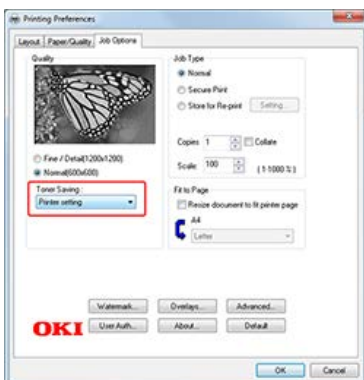 Printing Preferences
Layout Paper/Quality Job Options
Quality
Fine / Detail(1200x1200)
Normal(600x600)
Toner Saving :
Printer setting
Job Type
Normal
Secure Print
Store for Re-print Setting...
Copies 1 Collate
Scale: 100 (1-1000 %)
Fit to Page
Resize document to fit printer page
A4
Letter
Watermark... Overlays... Advanced...
OKI User Auth... About... Default
OK Cancel